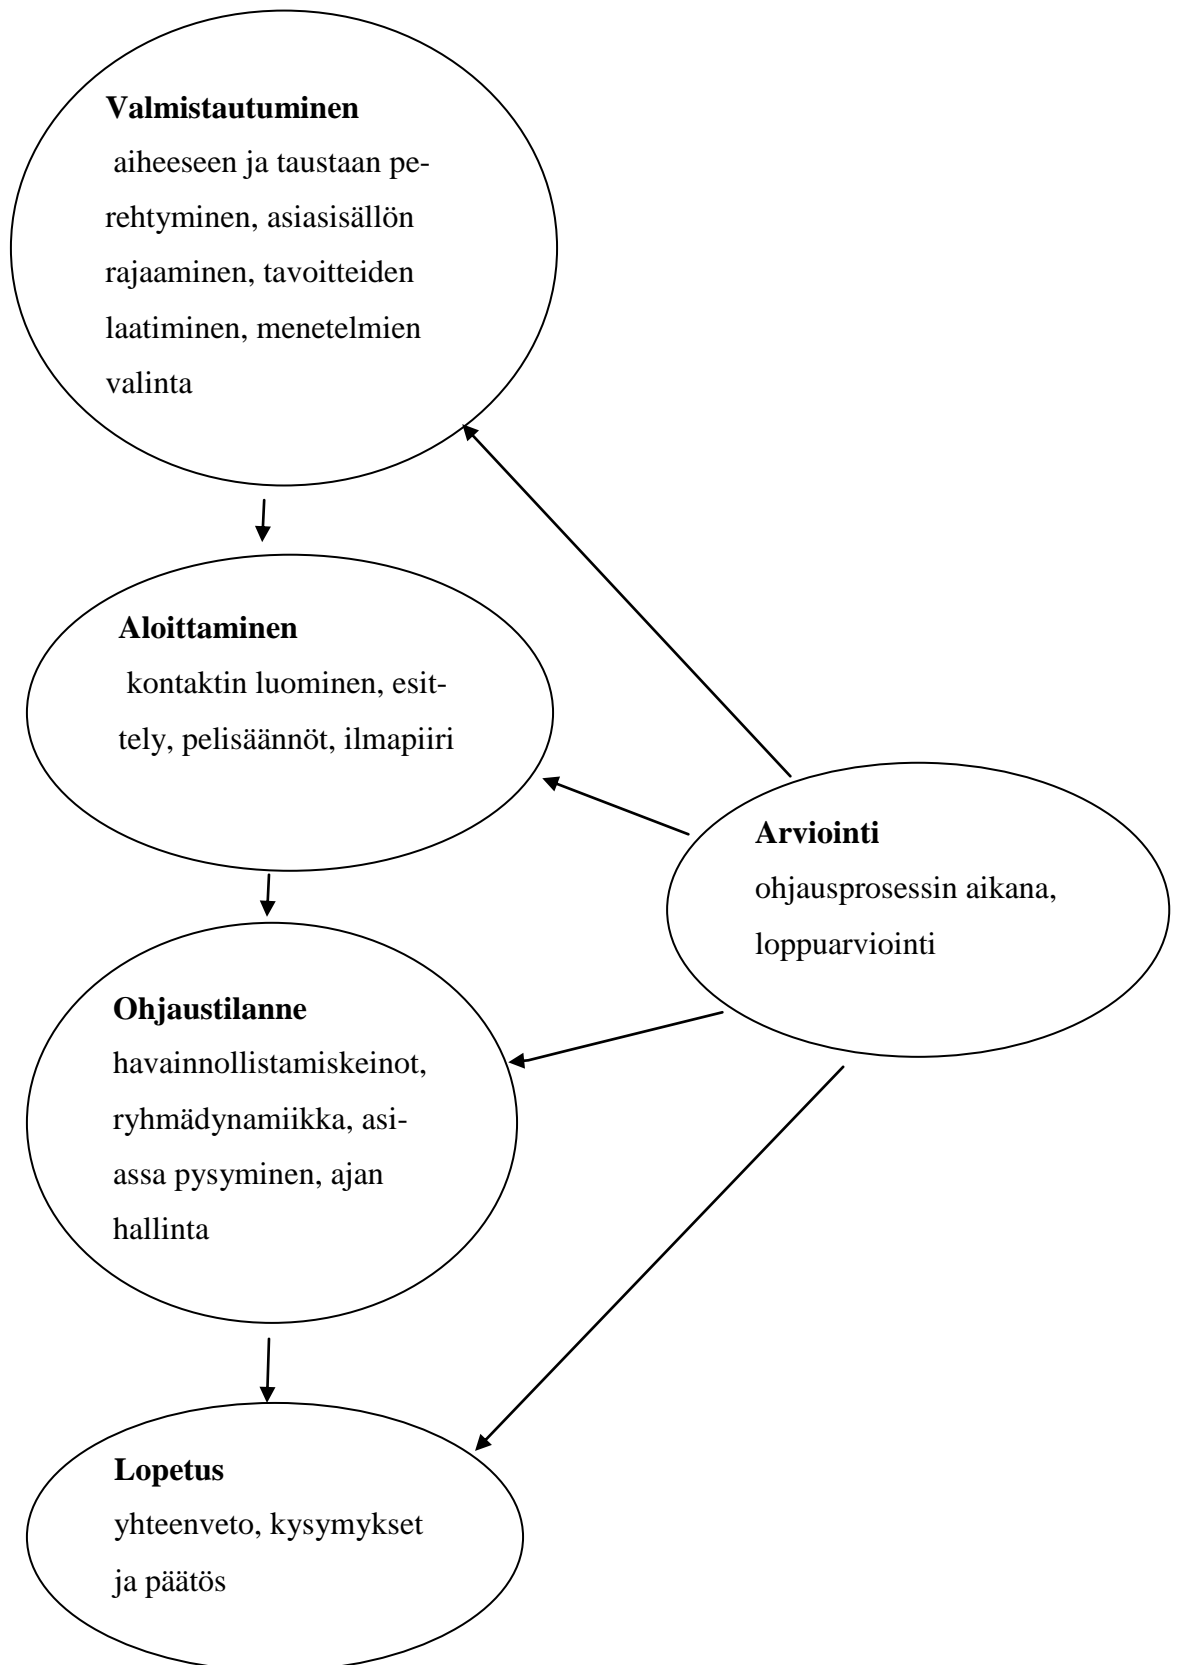 Valmistautuminen
aiheeseen ja taustaan pe-
rehtyminen, asiasisällön
rajaaminen, tavoitteiden
laatiminen, menetelmien
valinta
Aloittaminen
kontaktin luominen, esit-
tely, pelisäännöt, ilmapiiri
Arviointi
ohjausprosessin aikana,
loppuarviointi
Ohjaustilanne
havainnollistamiskeinot,
ryhmädynamiikka, asi-
assa pysyminen, ajan
hallinta
Lopetus
yhteenveto, kysymykset
ja päätös